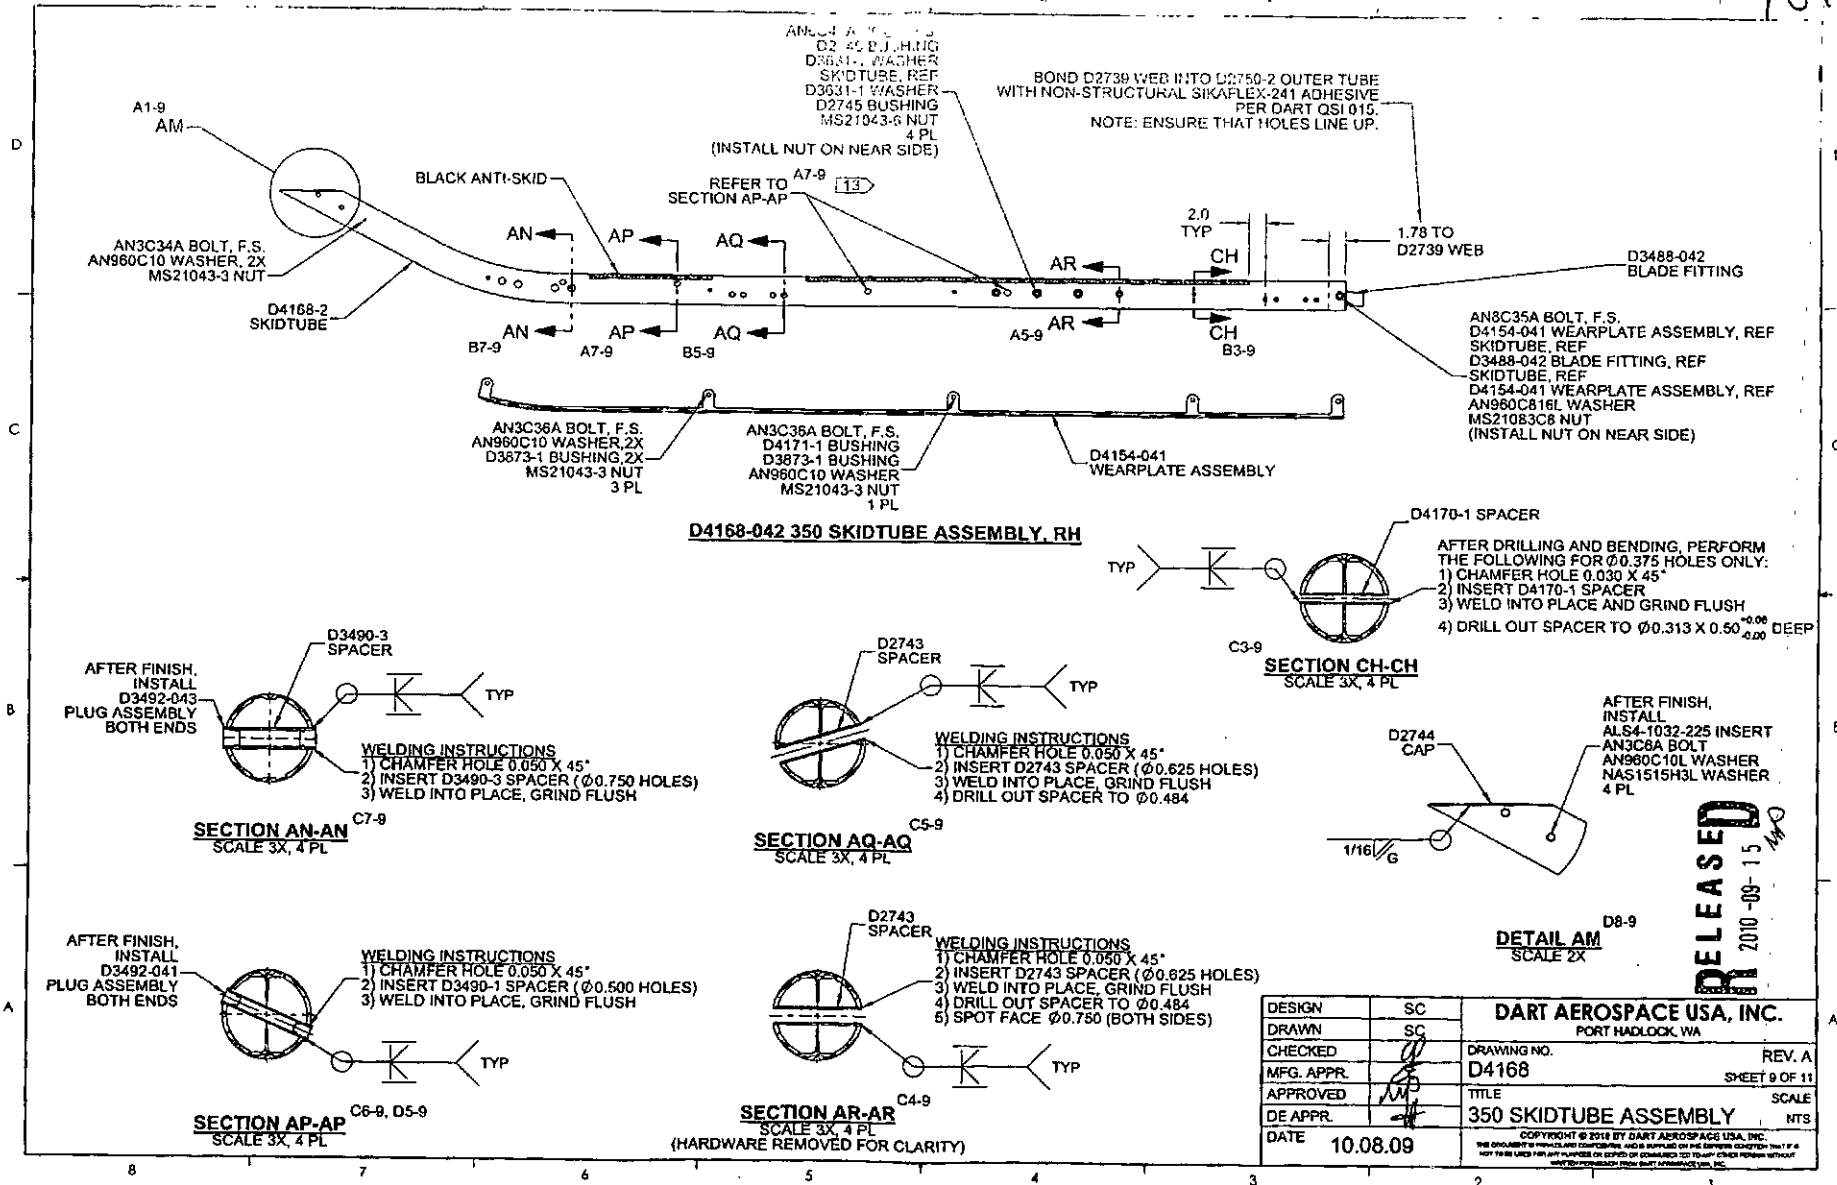 D2745 BUSHING
D3631-1 WASHER
SKIDTUBE, REF
D3631-1 WASHER
D2745 BUSHING
MS21043-6 NUT
4 PL
(INSTALL NUT ON NEAR SIDE)
BOND D2739 WEB INTO D2750-2 OUTER TUBE
WITH NON-STRUCTURAL SIKAFLEX-241 ADHESIVE
PER DART QSI 015.
NOTE: ENSURE THAT HOLES LINE UP.
A1-9
AM
BLACK ANTI-SKID
REFER TO
SECTION AP-AP
A7-9
13
2.0
TYP
1.78 TO
D2739 WEB
D3488-042
BLADE FITTING
AN3C34A BOLT, F.S.
AN960C10 WASHER, 2X
MS21043-3 NUT
D4168-2
SKIDTUBE
AN
AP
AQ
AR
CH
AN
AP
AQ
AR
CH
B7-9
A7-9
B5-9
A5-9
B3-9
AN8C35A BOLT, F.S.
D4154-041 WEARPLATE ASSEMBLY, REF
SKIDTUBE, REF
D3488-042 BLADE FITTING, REF
SKIDTUBE, REF
D4154-041 WEARPLATE ASSEMBLY, REF
AN960C816L WASHER
MS21083C8 NUT
(INSTALL NUT ON NEAR SIDE)
AN3C36A BOLT, F.S.
AN960C10 WASHER,2X
D3873-1 BUSHING,2X
MS21043-3 NUT
3 PL
AN3C36A BOLT, F.S.
D4171-1 BUSHING
D3873-1 BUSHING
AN960C10 WASHER
MS21043-3 NUT
1 PL
D4154-041
WEARPLATE ASSEMBLY
D4168-042 350 SKIDTUBE ASSEMBLY, RH
TYP
D4170-1 SPACER
AFTER DRILLING AND BENDING, PERFORM
THE FOLLOWING FOR Ø0.375 HOLES ONLY:
1) CHAMFER HOLE 0.030 X 45°
2) INSERT D4170-1 SPACER
3) WELD INTO PLACE AND GRIND FLUSH
4) DRILL OUT SPACER TO Ø0.313 X 0.50 +0.06 -0.00 DEEP
C3-9
SECTION CH-CH
SCALE 3X, 4 PL
D3490-3
SPACER
AFTER FINISH,
INSTALL
D3492-043
PLUG ASSEMBLY
BOTH ENDS
TYP
WELDING INSTRUCTIONS
1) CHAMFER HOLE 0.050 X 45°
2) INSERT D3490-3 SPACER (Ø0.750 HOLES)
3) WELD INTO PLACE, GRIND FLUSH
C7-9
SECTION AN-AN
SCALE 3X, 4 PL
D2743
SPACER
TYP
WELDING INSTRUCTIONS
1) CHAMFER HOLE 0.050 X 45°
2) INSERT D2743 SPACER (Ø0.625 HOLES)
3) WELD INTO PLACE, GRIND FLUSH
4) DRILL OUT SPACER TO Ø0.484
C5-9
SECTION AQ-AQ
SCALE 3X, 4 PL
D2744
CAP
AFTER FINISH,
INSTALL
ALS4-1032-225 INSERT
AN3C6A BOLT
AN960C10L WASHER
NAS1515H3L WASHER
4 PL
1/16
G
D8-9
DETAIL AM
SCALE 2X
RELEASED
2010-09-15
AFTER FINISH,
INSTALL
D3492-041
PLUG ASSEMBLY
BOTH ENDS
WELDING INSTRUCTIONS
1) CHAMFER HOLE 0.050 X 45°
2) INSERT D3490-1 SPACER (Ø0.500 HOLES)
3) WELD INTO PLACE, GRIND FLUSH
TYP
C6-9, D5-9
SECTION AP-AP
SCALE 3X, 4 PL
D2743
SPACER
WELDING INSTRUCTIONS
1) CHAMFER HOLE 0.050 X 45°
2) INSERT D2743 SPACER (Ø0.625 HOLES)
3) WELD INTO PLACE, GRIND FLUSH
4) DRILL OUT SPACER TO Ø0.484
5) SPOT FACE Ø0.750 (BOTH SIDES)
TYP
C4-9
SECTION AR-AR
SCALE 3X, 4 PL
(HARDWARE REMOVED FOR CLARITY)
DESIGN SC
DRAWN SC
CHECKED
MFG. APPR.
APPROVED
DE APPR.
DATE 10.08.09
DART AEROSPACE USA, INC.
PORT HADLOCK, WA
DRAWING NO. REV. A
D4168 SHEET 9 OF 11
TITLE SCALE
350 SKIDTUBE ASSEMBLY NTS
COPYRIGHT © 2010 BY DART AEROSPACE USA, INC.
D
C
B
A
8 7 6 5 4 3 2